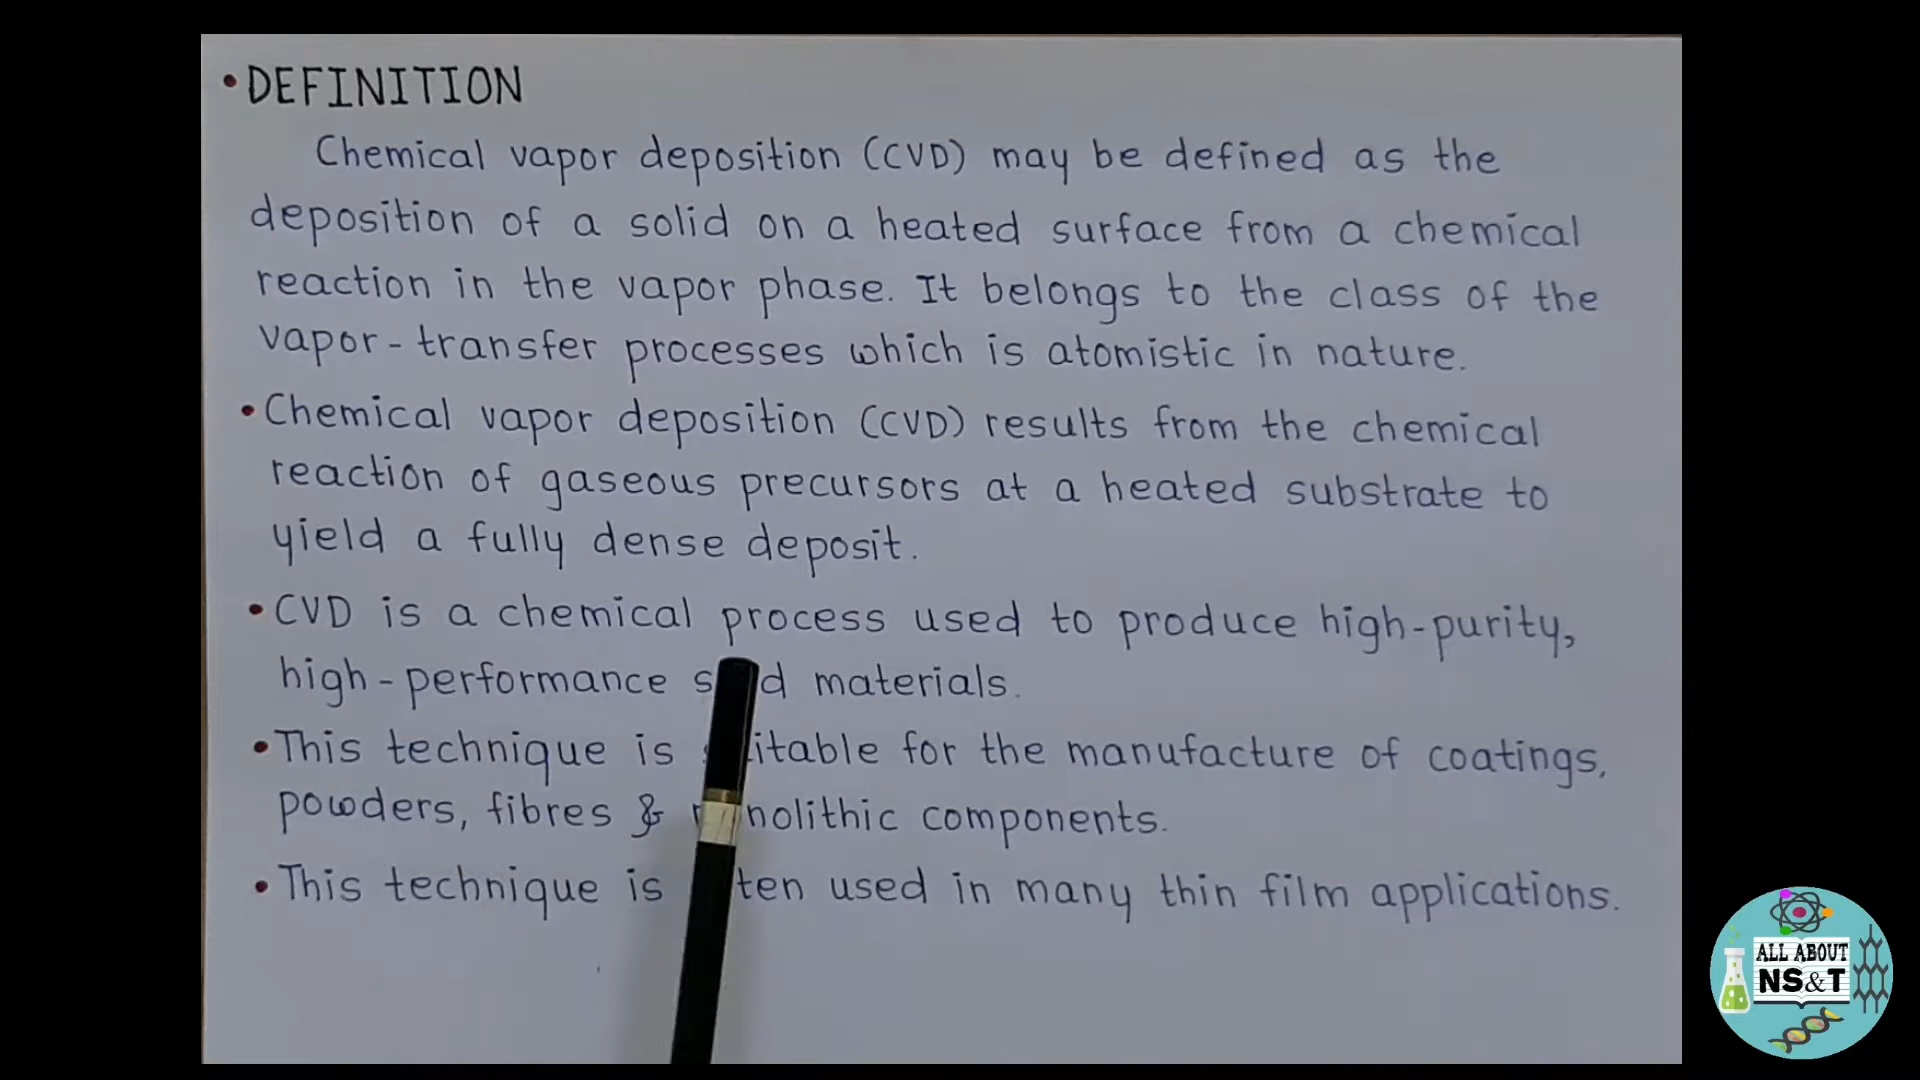 • DEFINITION
Chemical vapor deposition (CVD) may be defined as the
deposition of a solid on a heated surface from a chemical
reaction in the vapor phase. It belongs to the class of the
vapor-transfer processes which is atomistic in nature.
• Chemical vapor deposition (CVD) results from the chemical
reaction of gaseous precursors at a heated substrate to
yield a fully dense deposit.
• CVD is a chemical process used to produce high-purity,
high-performance materials.
• This technique is for the manufacture of coatings,
powders, fibres & components.
• This technique is used in many thin film applications.
ALL ABOUT
NS&T